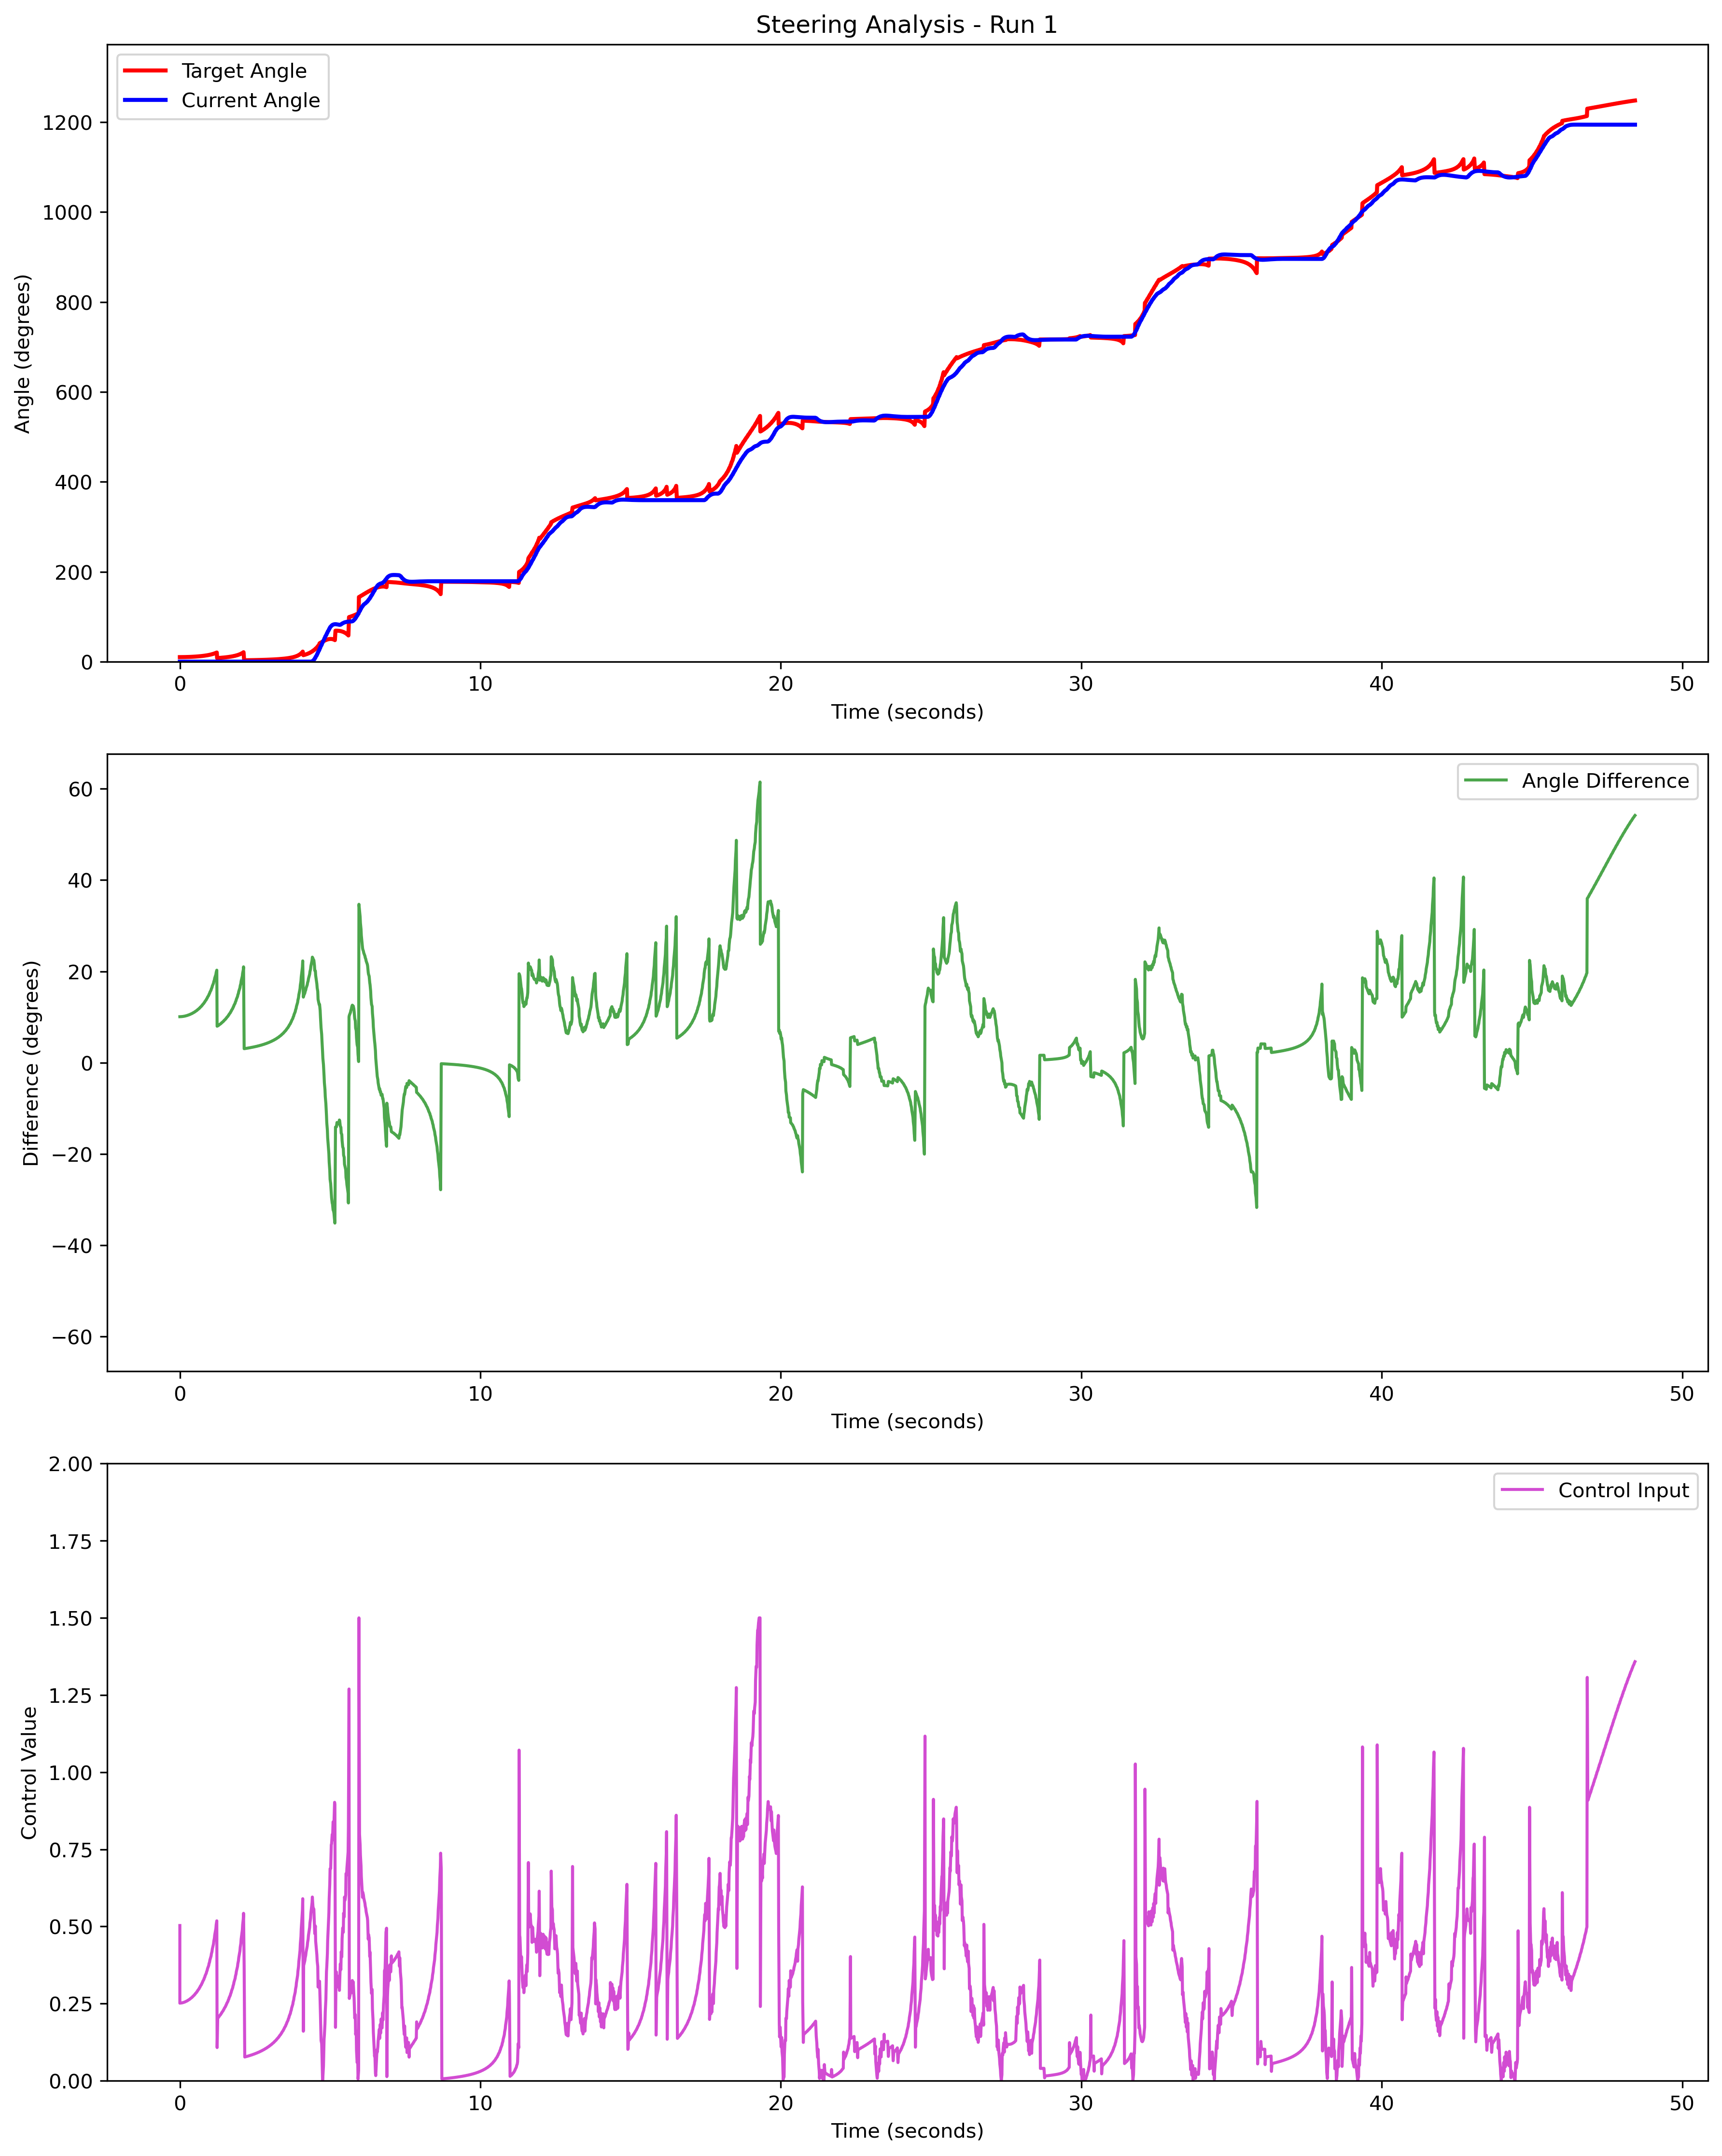 Steering Analysis - Run 1
Target Angle
Current Angle
Angle (degrees)
1200
1000
800
600
400
200
0
0 10 20 30 40 50
Time (seconds)
Angle Difference
Difference (degrees)
60
40
20
0
−20
−40
−60
0 10 20 30 40 50
Time (seconds)
Control Input
Control Value
2.00
1.75
1.50
1.25
1.00
0.75
0.50
0.25
0.00
0 10 20 30 40 50
Time (seconds)